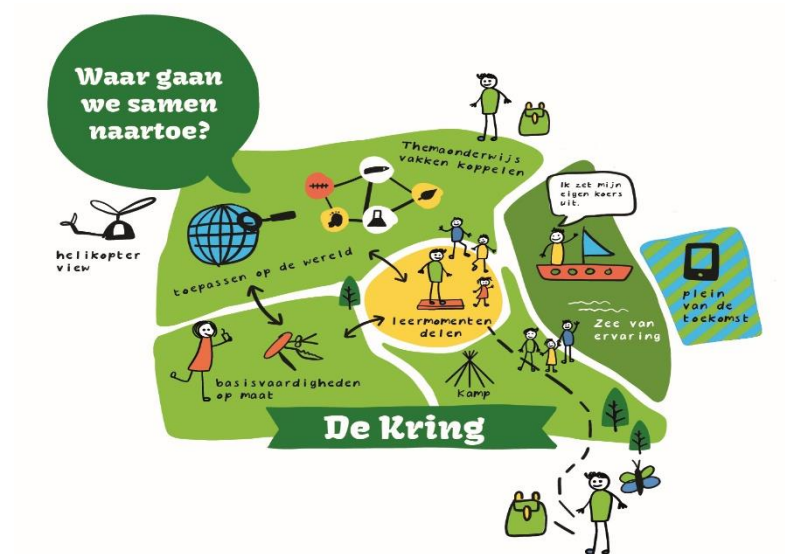 Waar gaan
we samen
naartoe?
Themaonderwijs
vakken koppelen
Ik zet mijn
eigen koers
uit.
helikopter
view
toepassen op de wereld
plein
van de
toekomst
leermomenten
delen
Zee van
ervaring
basisvaardigheden
op maat
Kamp
De Kring